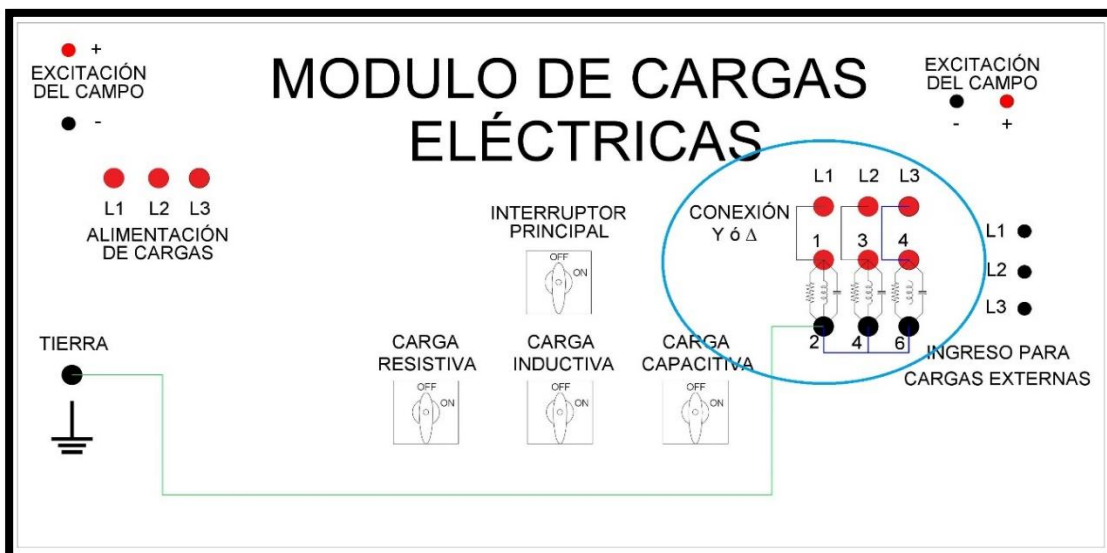 MODULO DE CARGAS
ELÉCTRICAS
+
EXCITACIÓN
DEL CAMPO
-
EXCITACIÓN
DEL CAMPO
- +
L1 L2 L3
ALIMENTACIÓN
DE CARGAS
INTERRUPTOR
PRINCIPAL
OFF
ON
CONEXIÓN
Y ó Δ
L1 L2 L3
1 3 4
2 4 6
L1
L2
L3
INGRESO PARA
CARGAS EXTERNAS
TIERRA
CARGA
RESISTIVA
OFF
ON
CARGA
INDUCTIVA
OFF
ON
CARGA
CAPACITIVA
OFF
ON